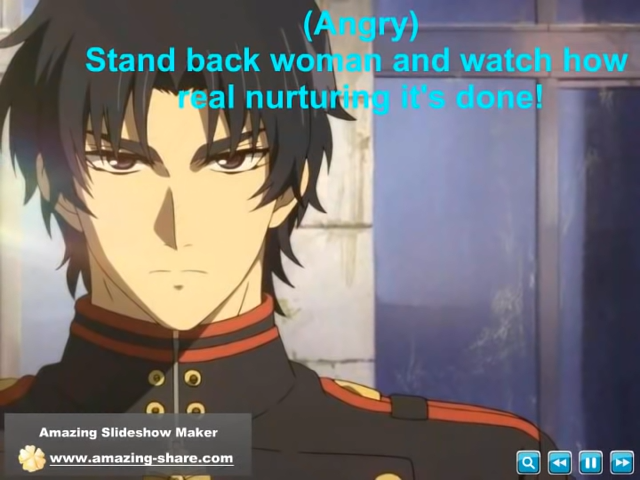 (Angry)
Stand back woman and watch how
real nurturing it's done!
Amazing Slideshow Maker
www.amazing-share.com